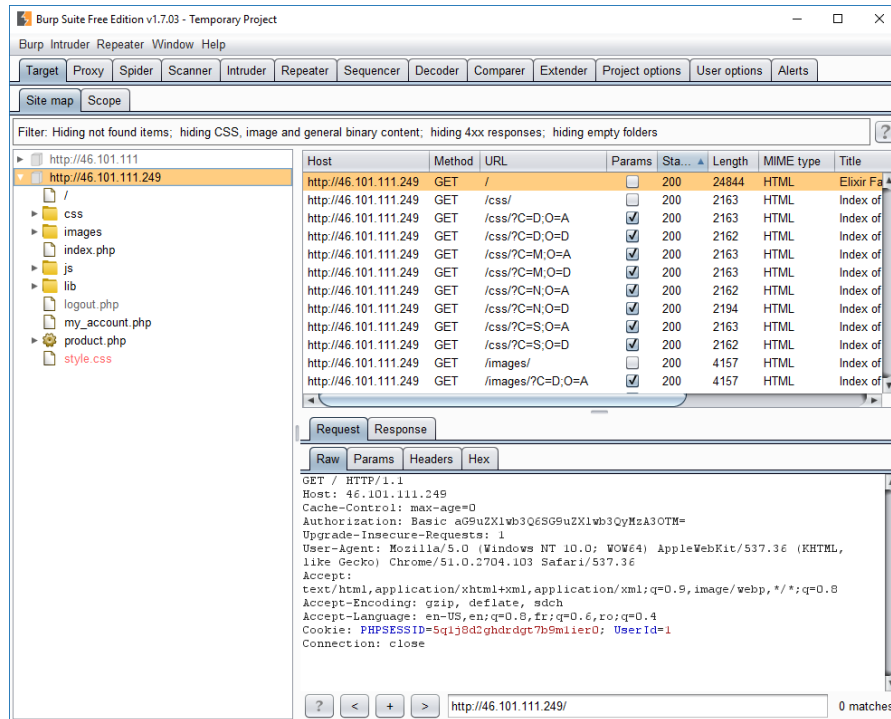 Burp Suite Free Edition v1.7.03 - Temporary Project
Burp Intruder Repeater Window Help
Target Proxy Spider Scanner Intruder Repeater Sequencer Decoder Comparer Extender Project options User options Alerts
Site map Scope
Filter: Hiding not found items; hiding CSS, image and general binary content; hiding 4xx responses; hiding empty folders ?
http://46.101.111
http://46.101.111.249
/
css
images
index.php
js
lib
logout.php
my_account.php
product.php
style.css
Host Method URL Params Sta... Length MIME type Title
http://46.101.111.249 GET / 200 24844 HTML Elixir Fa
http://46.101.111.249 GET /css/ 200 2163 HTML Index of
http://46.101.111.249 GET /css/?C=D;O=A 200 2163 HTML Index of
http://46.101.111.249 GET /css/?C=D;O=D 200 2162 HTML Index of
http://46.101.111.249 GET /css/?C=M;O=A 200 2163 HTML Index of
http://46.101.111.249 GET /css/?C=M;O=D 200 2163 HTML Index of
http://46.101.111.249 GET /css/?C=N;O=A 200 2162 HTML Index of
http://46.101.111.249 GET /css/?C=N;O=D 200 2194 HTML Index of
http://46.101.111.249 GET /css/?C=S;O=A 200 2163 HTML Index of
http://46.101.111.249 GET /css/?C=S;O=D 200 2162 HTML Index of
http://46.101.111.249 GET /images/ 200 4157 HTML Index of
http://46.101.111.249 GET /images/?C=D;O=A 200 4157 HTML Index of
Request Response
Raw Params Headers Hex
GET / HTTP/1.1
Host: 46.101.111.249
Cache-Control: max-age=0
Authorization: Basic aG9uZXlwb3Q6SG9uZXlwb3QyMzA3OTM=
Upgrade-Insecure-Requests: 1
User-Agent: Mozilla/5.0 (Windows NT 10.0; WOW64) AppleWebKit/537.36 (KHTML,
like Gecko) Chrome/51.0.2704.103 Safari/537.36
Accept:
text/html,application/xhtml+xml,application/xml;q=0.9,image/webp,*/*;q=0.8
Accept-Encoding: gzip, deflate, sdch
Accept-Language: en-US,en;q=0.8,fr;q=0.6,ro;q=0.4
Cookie: PHPSESSID=5q1j8d2ghdrdgt7b9m1ier0; UserId=1
Connection: close
? < + > http://46.101.111.249/ 0 matches